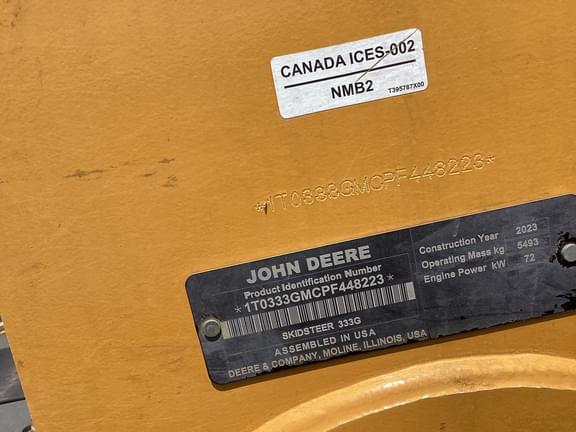 CANADA ICES-002
NMB2 T395787X00
*1T0333GMCPF448223*
JOHN DEERE
Product Identification Number
*1T0333GMCPF448223*
SKIDSTEER 333G
ASSEMBLED IN USA
DEERE & COMPANY, MOLINE, ILLINOIS, USA
Construction Year 2023
Operating Mass kg 5493
Engine Power kW 72